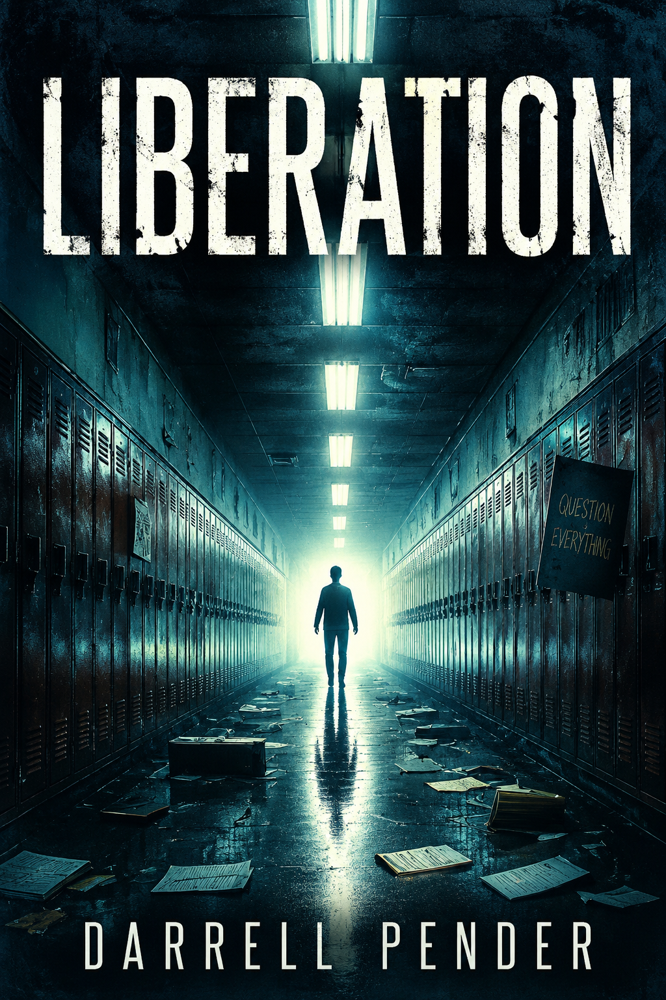 LIBERATION
QUESTION
EVERYTHING
DARRELL PENDER